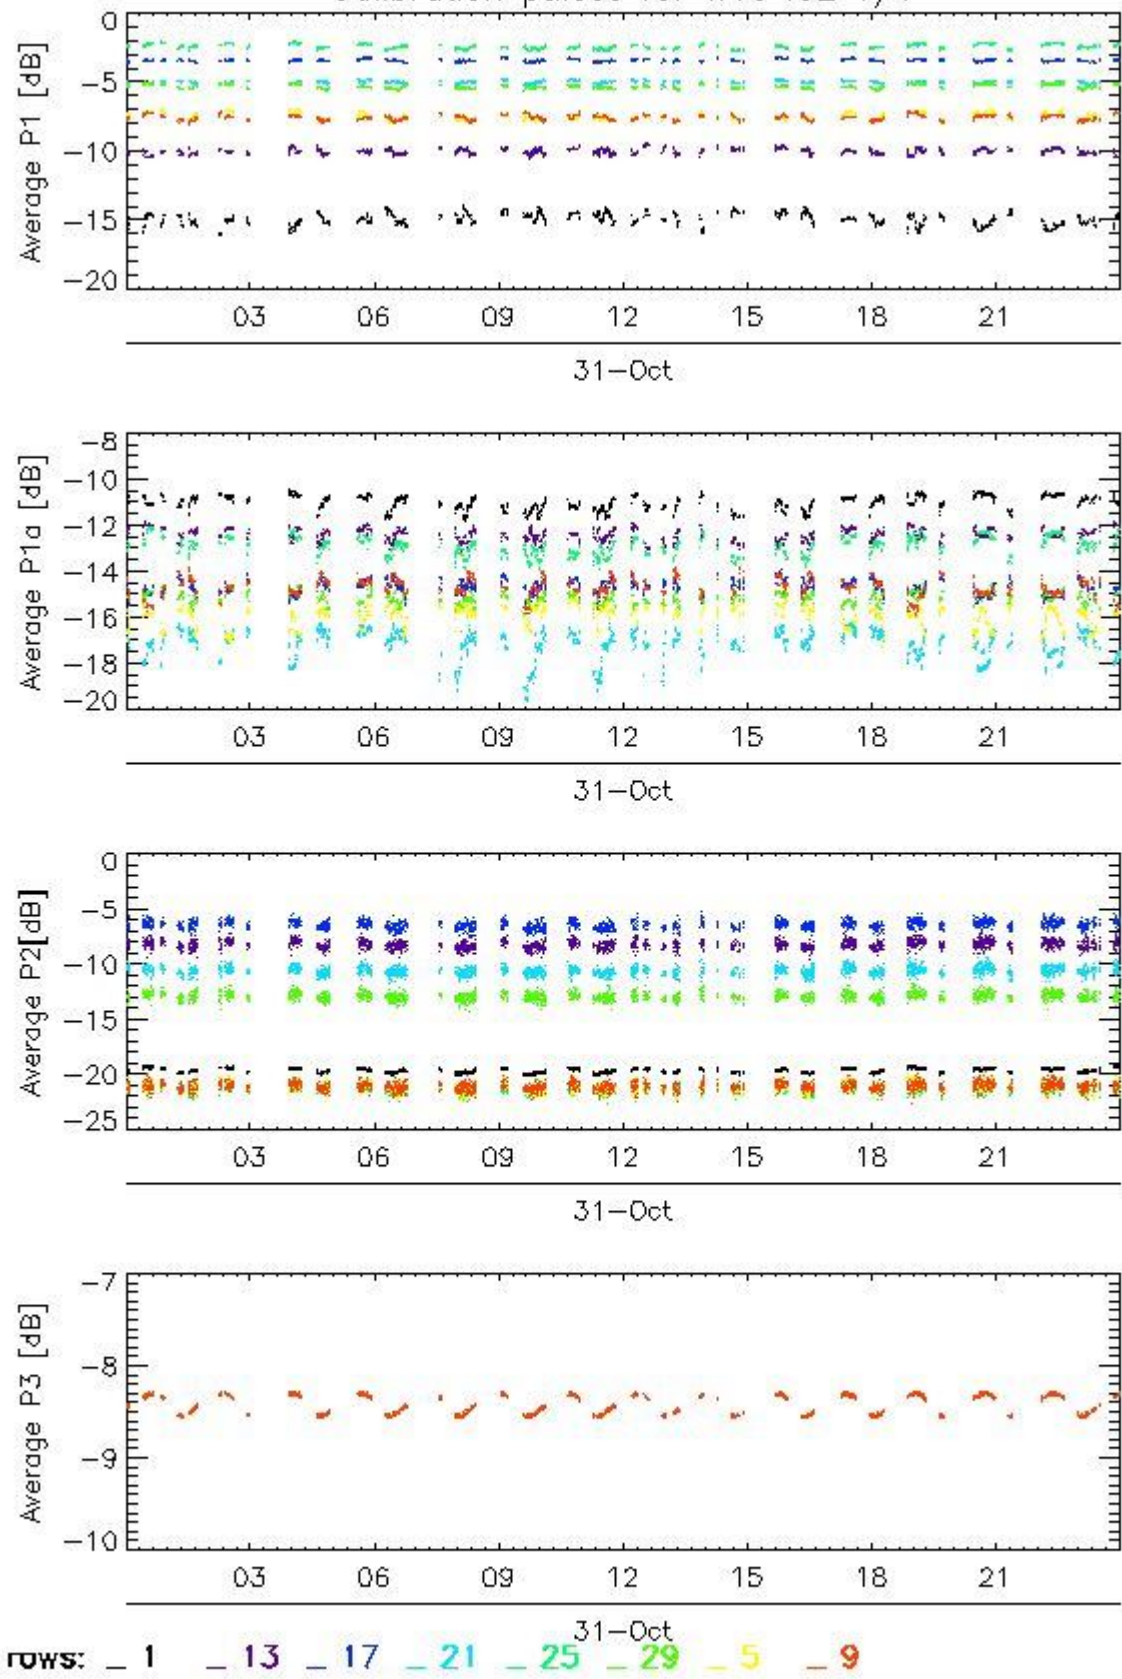 0
−5
−10
−15
−20
Average P1 [dB]
03 06 09 12 15 18 21
31−Oct
−8
−10
−12
−14
−16
−18
−20
Average P1a [dB]
03 06 09 12 15 18 21
31−Oct
0
−5
−10
−15
−20
−25
Average P2[dB]
03 06 09 12 15 18 21
31−Oct
−7
−8
−9
−10
Average P3 [dB]
03 06 09 12 15 18 21
31−Oct
rows: _ 1 _ 13 _ 17 _ 21 _ 25 _ 29 _ 5 _ 9